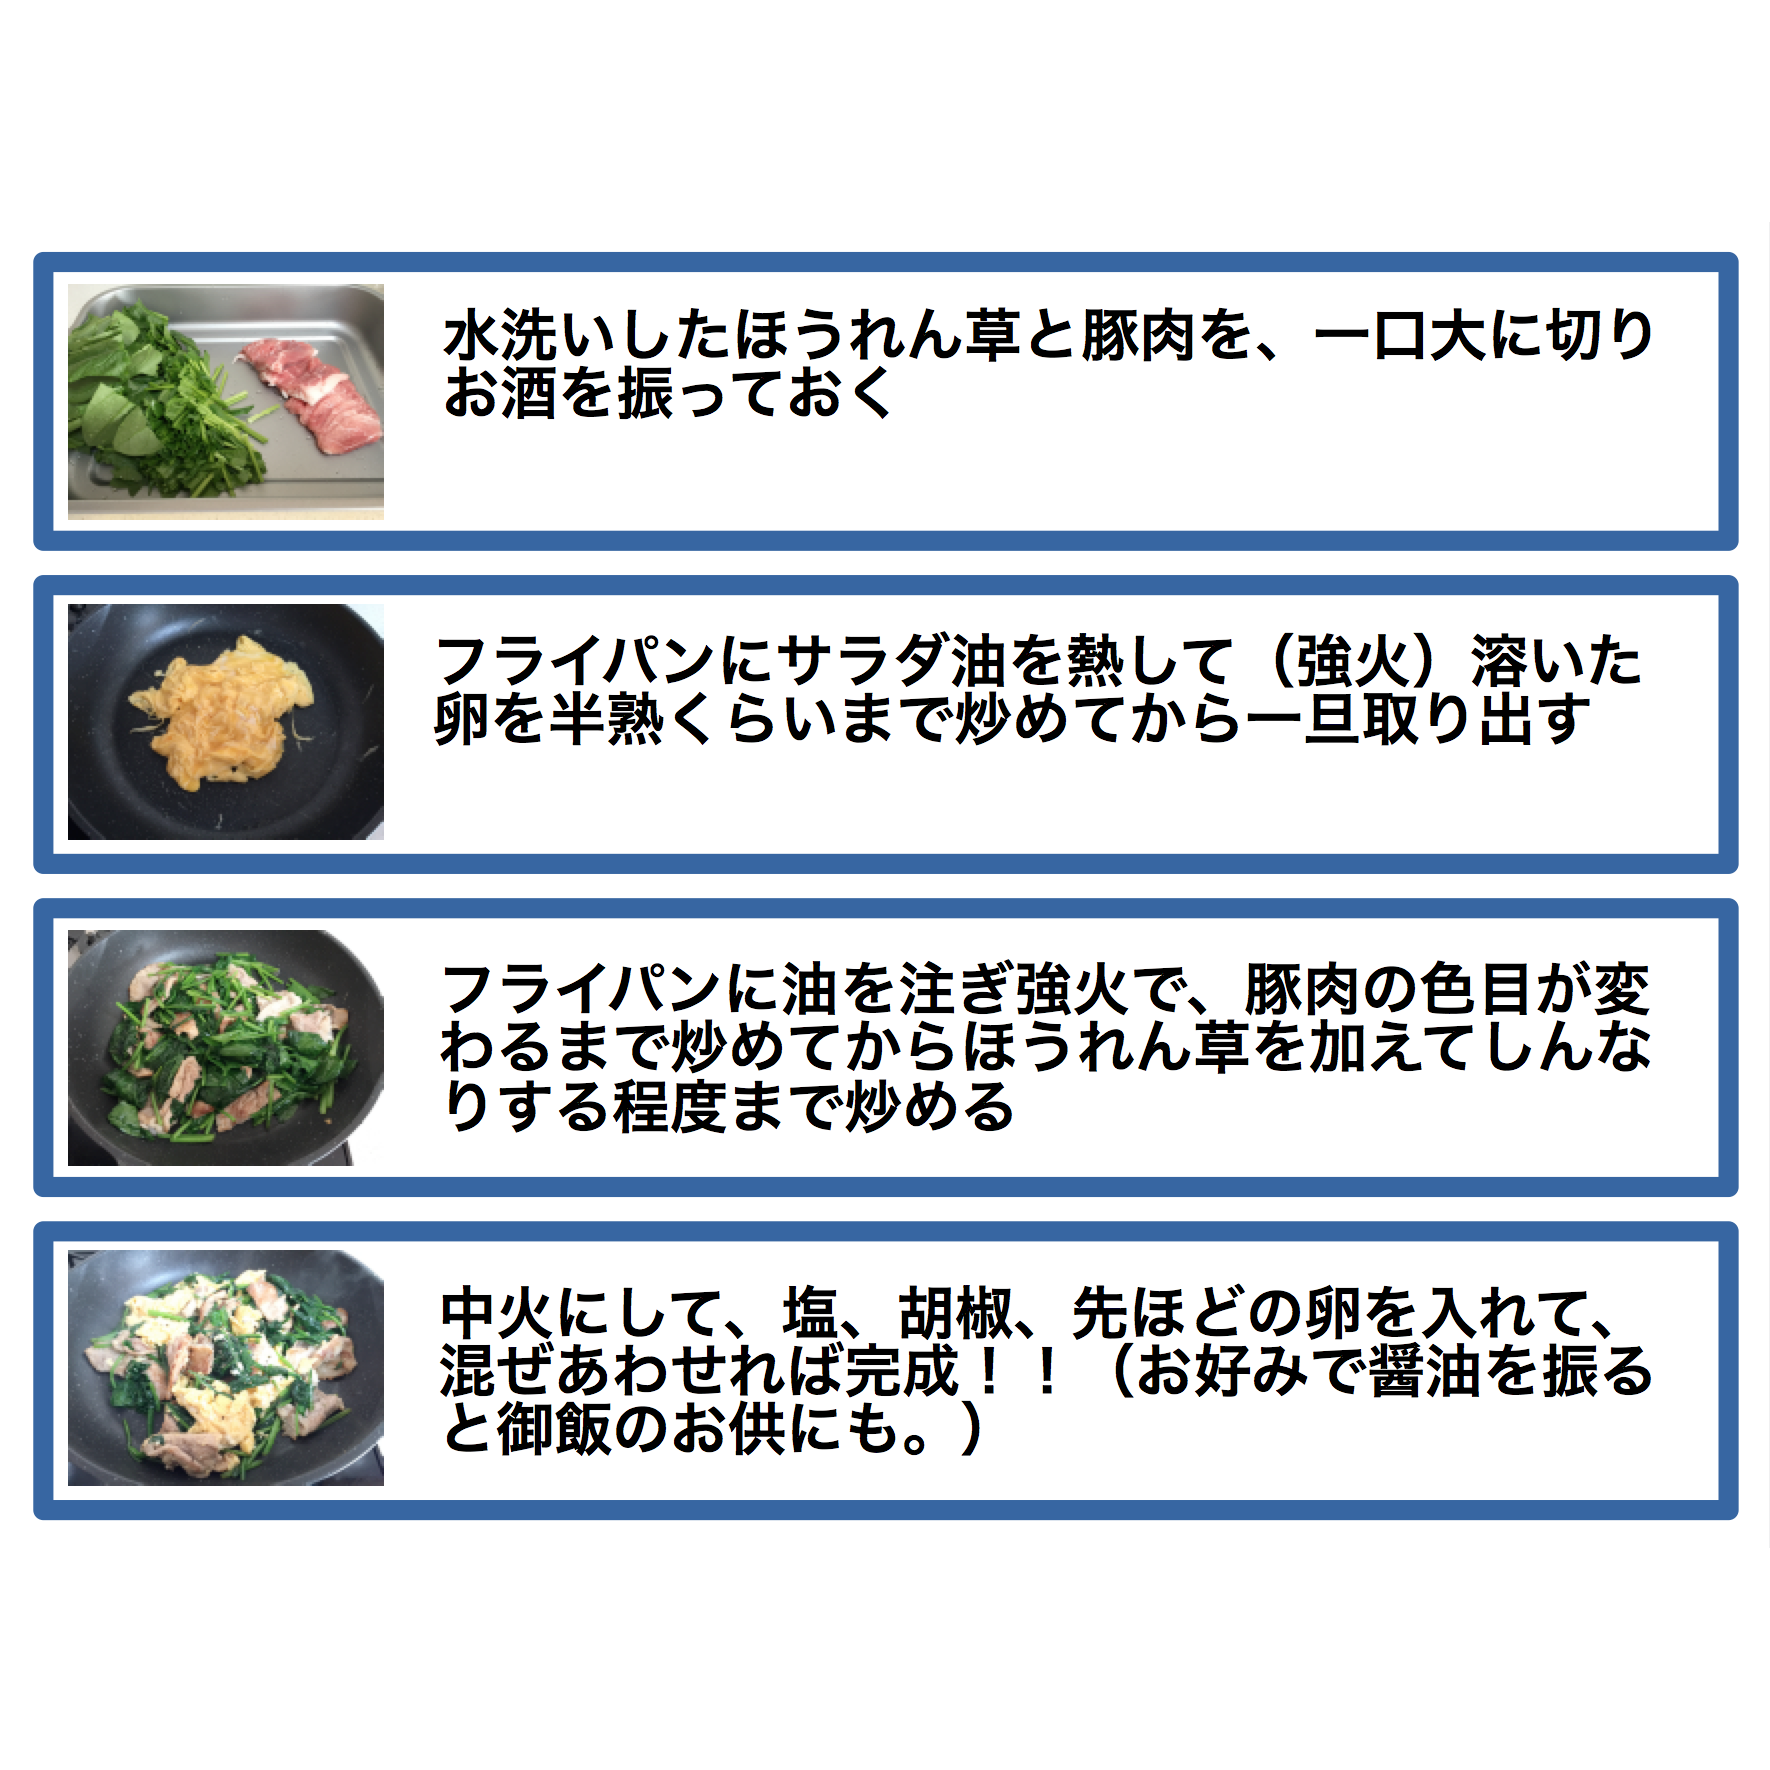 水洗いしたほうれん草と豚肉を、一口大に切り
お酒を振っておく
フライパンにサラダ油を熱して（強火）溶いた
卵を半熟くらいまで炒めてから一旦取り出す
フライパンに油を注ぎ強火で、豚肉の色目が変
わるまで炒めてからほうれん草を加えてしんな
りする程度まで炒める
中火にして、塩、胡椒、先ほどの卵を入れて、
混ぜあわせれば完成！！（お好みで醤油を振る
と御飯のお供にも。）